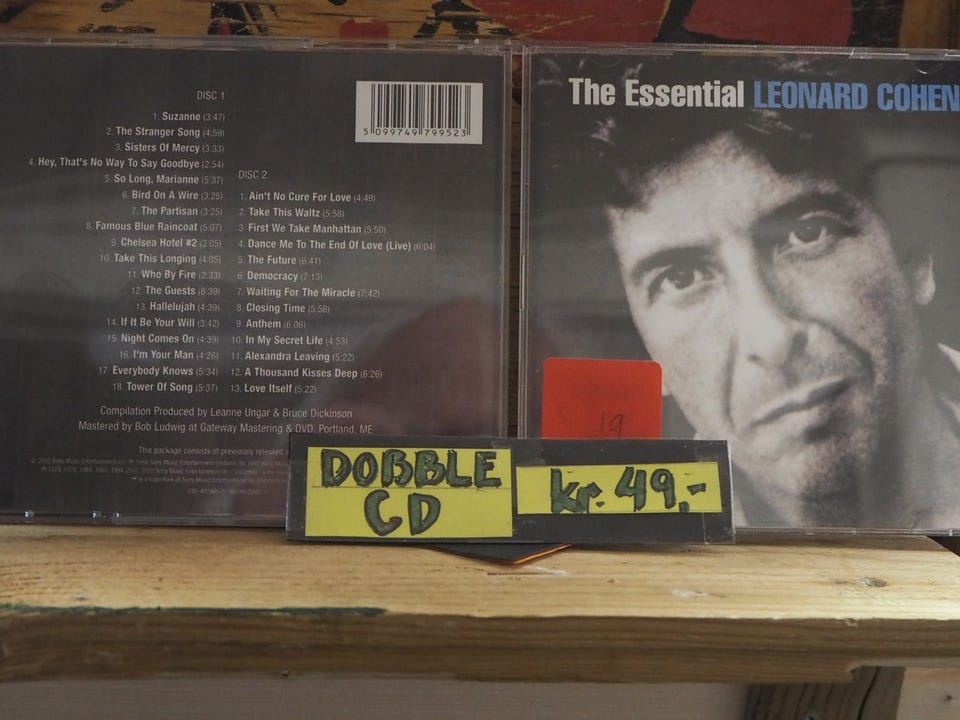 DISC 1
1. Suzanne (3:47)
2. The Stranger Song (4:59)
3. Sisters Of Mercy (3:33)
4. Hey, That's No Way To Say Goodbye (2:54)
5. So Long, Marianne (5:37)
6. Bird On A Wire (3:25)
7. The Partisan (3:25)
8. Famous Blue Raincoat (5:07)
9. Chelsea Hotel #2 (3:05)
10. Take This Longing (4:05)
11. Who By Fire (2:33)
12. The Guests (6:39)
13. Hallelujah (4:39)
14. If It Be Your Will (3:42)
15. Night Comes On (4:39)
16. I'm Your Man (4:26)
17. Everybody Knows (5:34)
18. Tower Of Song (5:37)
DISC 2
1. Ain't No Cure For Love (4:49)
2. Take This Waltz (5:58)
3. First We Take Manhattan (5:50)
4. Dance Me To The End Of Love (Live) (6:04)
5. The Future (6:41)
6. Democracy (7:13)
7. Waiting For The Miracle (7:42)
8. Closing Time (5:58)
9. Anthem (6:06)
10. In My Secret Life (4:53)
11. Alexandra Leaving (5:22)
12. A Thousand Kisses Deep (6:26)
13. Love Itself (5:22)
5 099749 799523
Compilation Produced by Leanne Ungar & Bruce Dickinson
Mastered by Bob Ludwig at Gateway Mastering & DVD, Portland, ME
This package consists of previously released
The Essential LEONARD COHEN
19
DOBBLE
CD
kr. 49,-